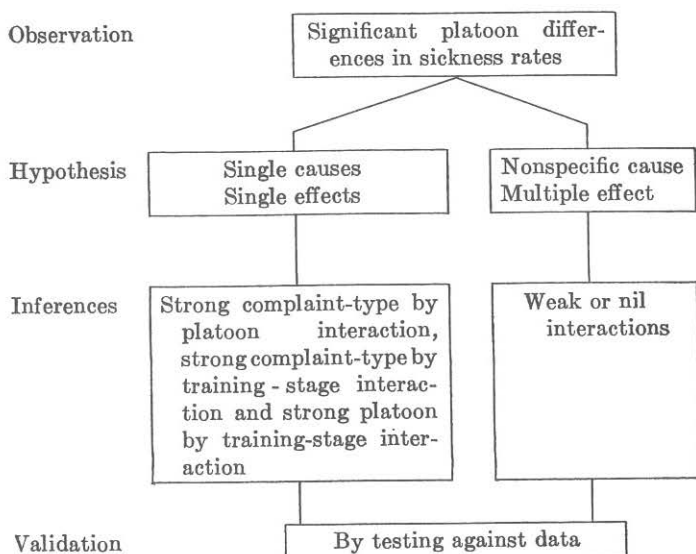 Observation
Significant platoon differ-
ences in sickness rates
Hypothesis
Single causes
Single effects
Nonspecific cause
Multiple effect
Inferences
Strong complaint-type by
platoon interaction,
strong complaint-type by
training - stage interac-
tion and strong platoon
by training-stage inter-
action
Weak or nil
interactions
Validation
By testing against data